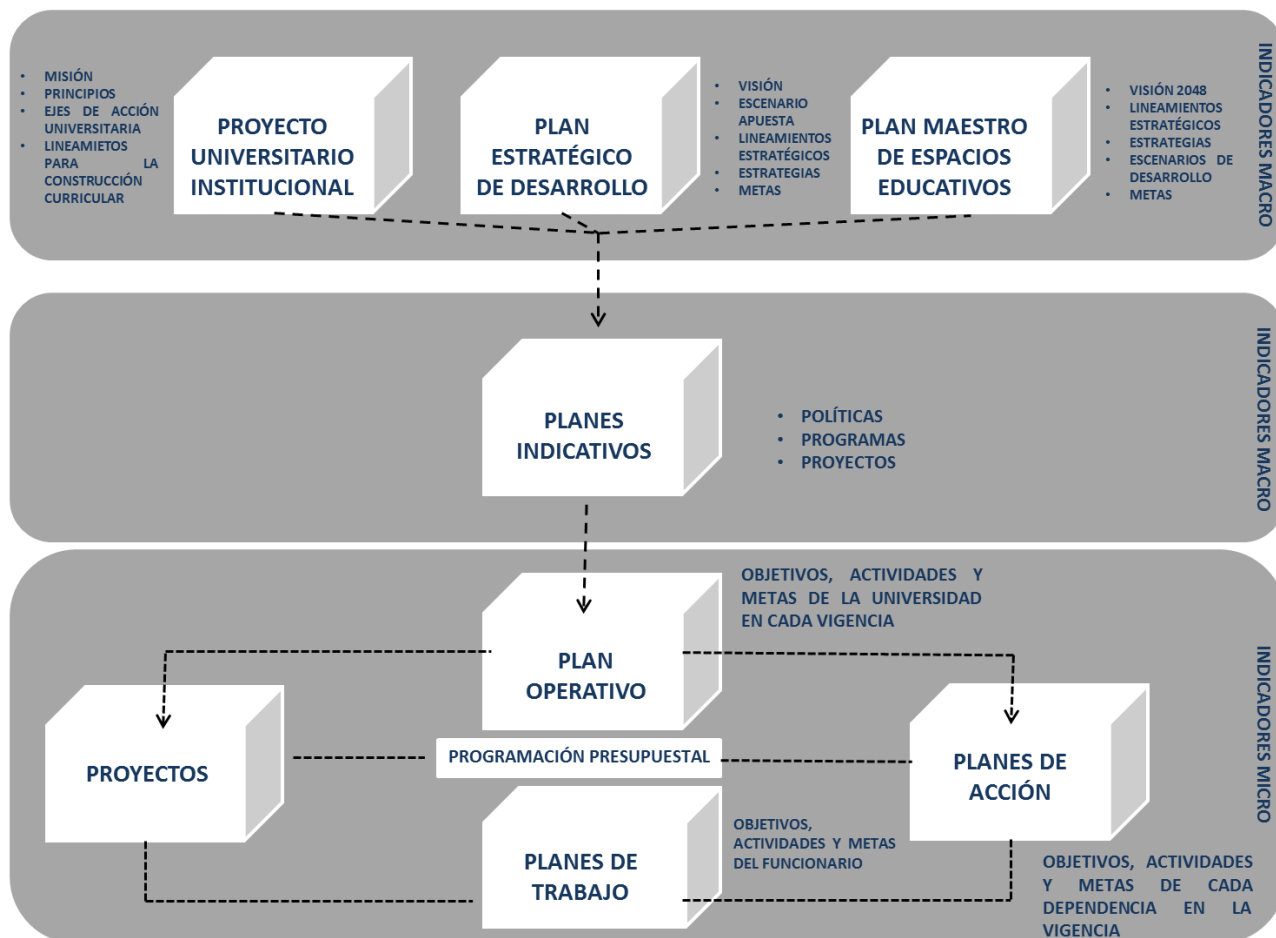 • MISIÓN
• PRINCIPIOS
• EJES DE ACCIÓN
UNIVERSITARIA
• LINEAMIETOS
PARA LA
CONSTRUCCIÓN
CURRICULAR
PROYECTO
UNIVERSITARIO
INSTITUCIONAL
PLAN
ESTRATÉGICO
DE DESARROLLO
• VISIÓN
• ESCENARIO
APUESTA
• LINEAMIENTOS
ESTRATÉGICOS
• ESTRATEGIAS
• METAS
PLAN MAESTRO
DE ESPACIOS
EDUCATIVOS
• VISIÓN 2048
• LINEAMIENTOS
ESTRATÉGICOS
• ESTRATEGIAS
• ESCENARIOS DE
DESARROLLO
• METAS
INDICADORES MACRO
PLANES
INDICATIVOS
• POLÍTICAS
• PROGRAMAS
• PROYECTOS
INDICADORES MACRO
PLAN
OPERATIVO
OBJETIVOS, ACTIVIDADES Y
METAS DE LA UNIVERSIDAD
EN CADA VIGENCIA
PROYECTOS
PROGRAMACIÓN PRESUPUESTAL
PLANES DE
ACCIÓN
PLANES DE
TRABAJO
OBJETIVOS,
ACTIVIDADES Y METAS
DEL FUNCIONARIO
OBJETIVOS, ACTIVIDADES
Y METAS DE CADA
DEPENDENCIA EN LA
VIGENCIA
INDICADORES MICRO